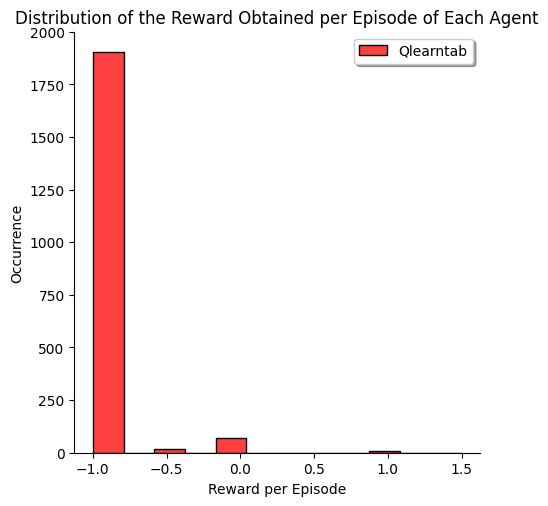 Distribution of the Reward Obtained per Episode of Each Agent
Qlearntab
2000
1750
1500
1250
1000
750
500
250
0
Occurrence
−1.0 −0.5 0.0 0.5 1.0 1.5
Reward per Episode